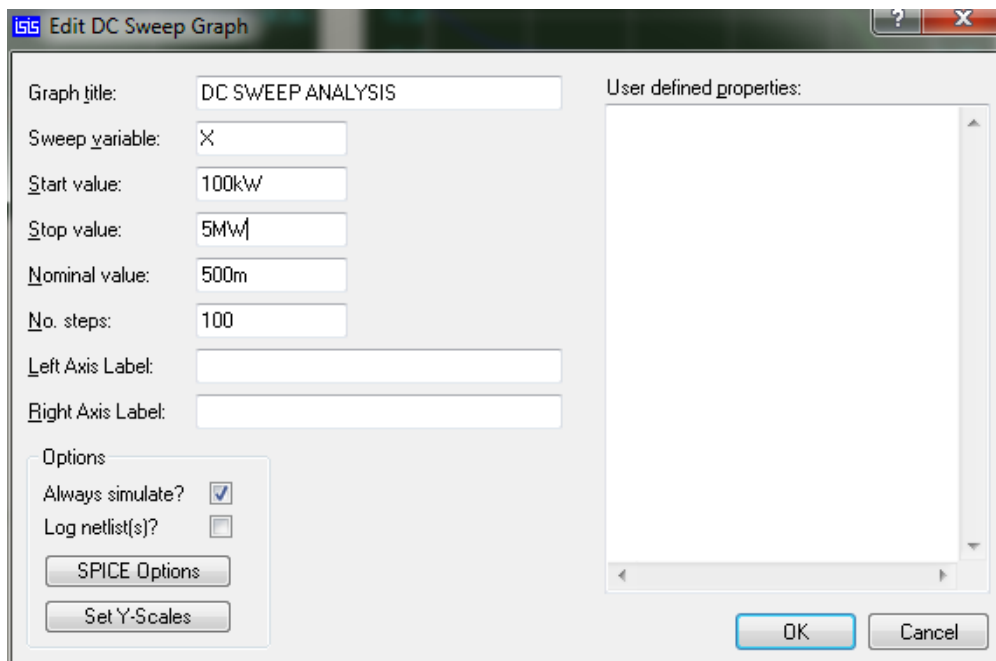 isis Edit DC Sweep Graph
?
X
Graph title:
DC SWEEP ANALYSIS
Sweep variable:
X
Start value:
100kW
Stop value:
5MW
Nominal value:
500m
No. steps:
100
Left Axis Label:
Right Axis Label:
Options
Always simulate?
Log netlist(s)?
SPICE Options
Set Y-Scales
User defined properties:
OK
Cancel